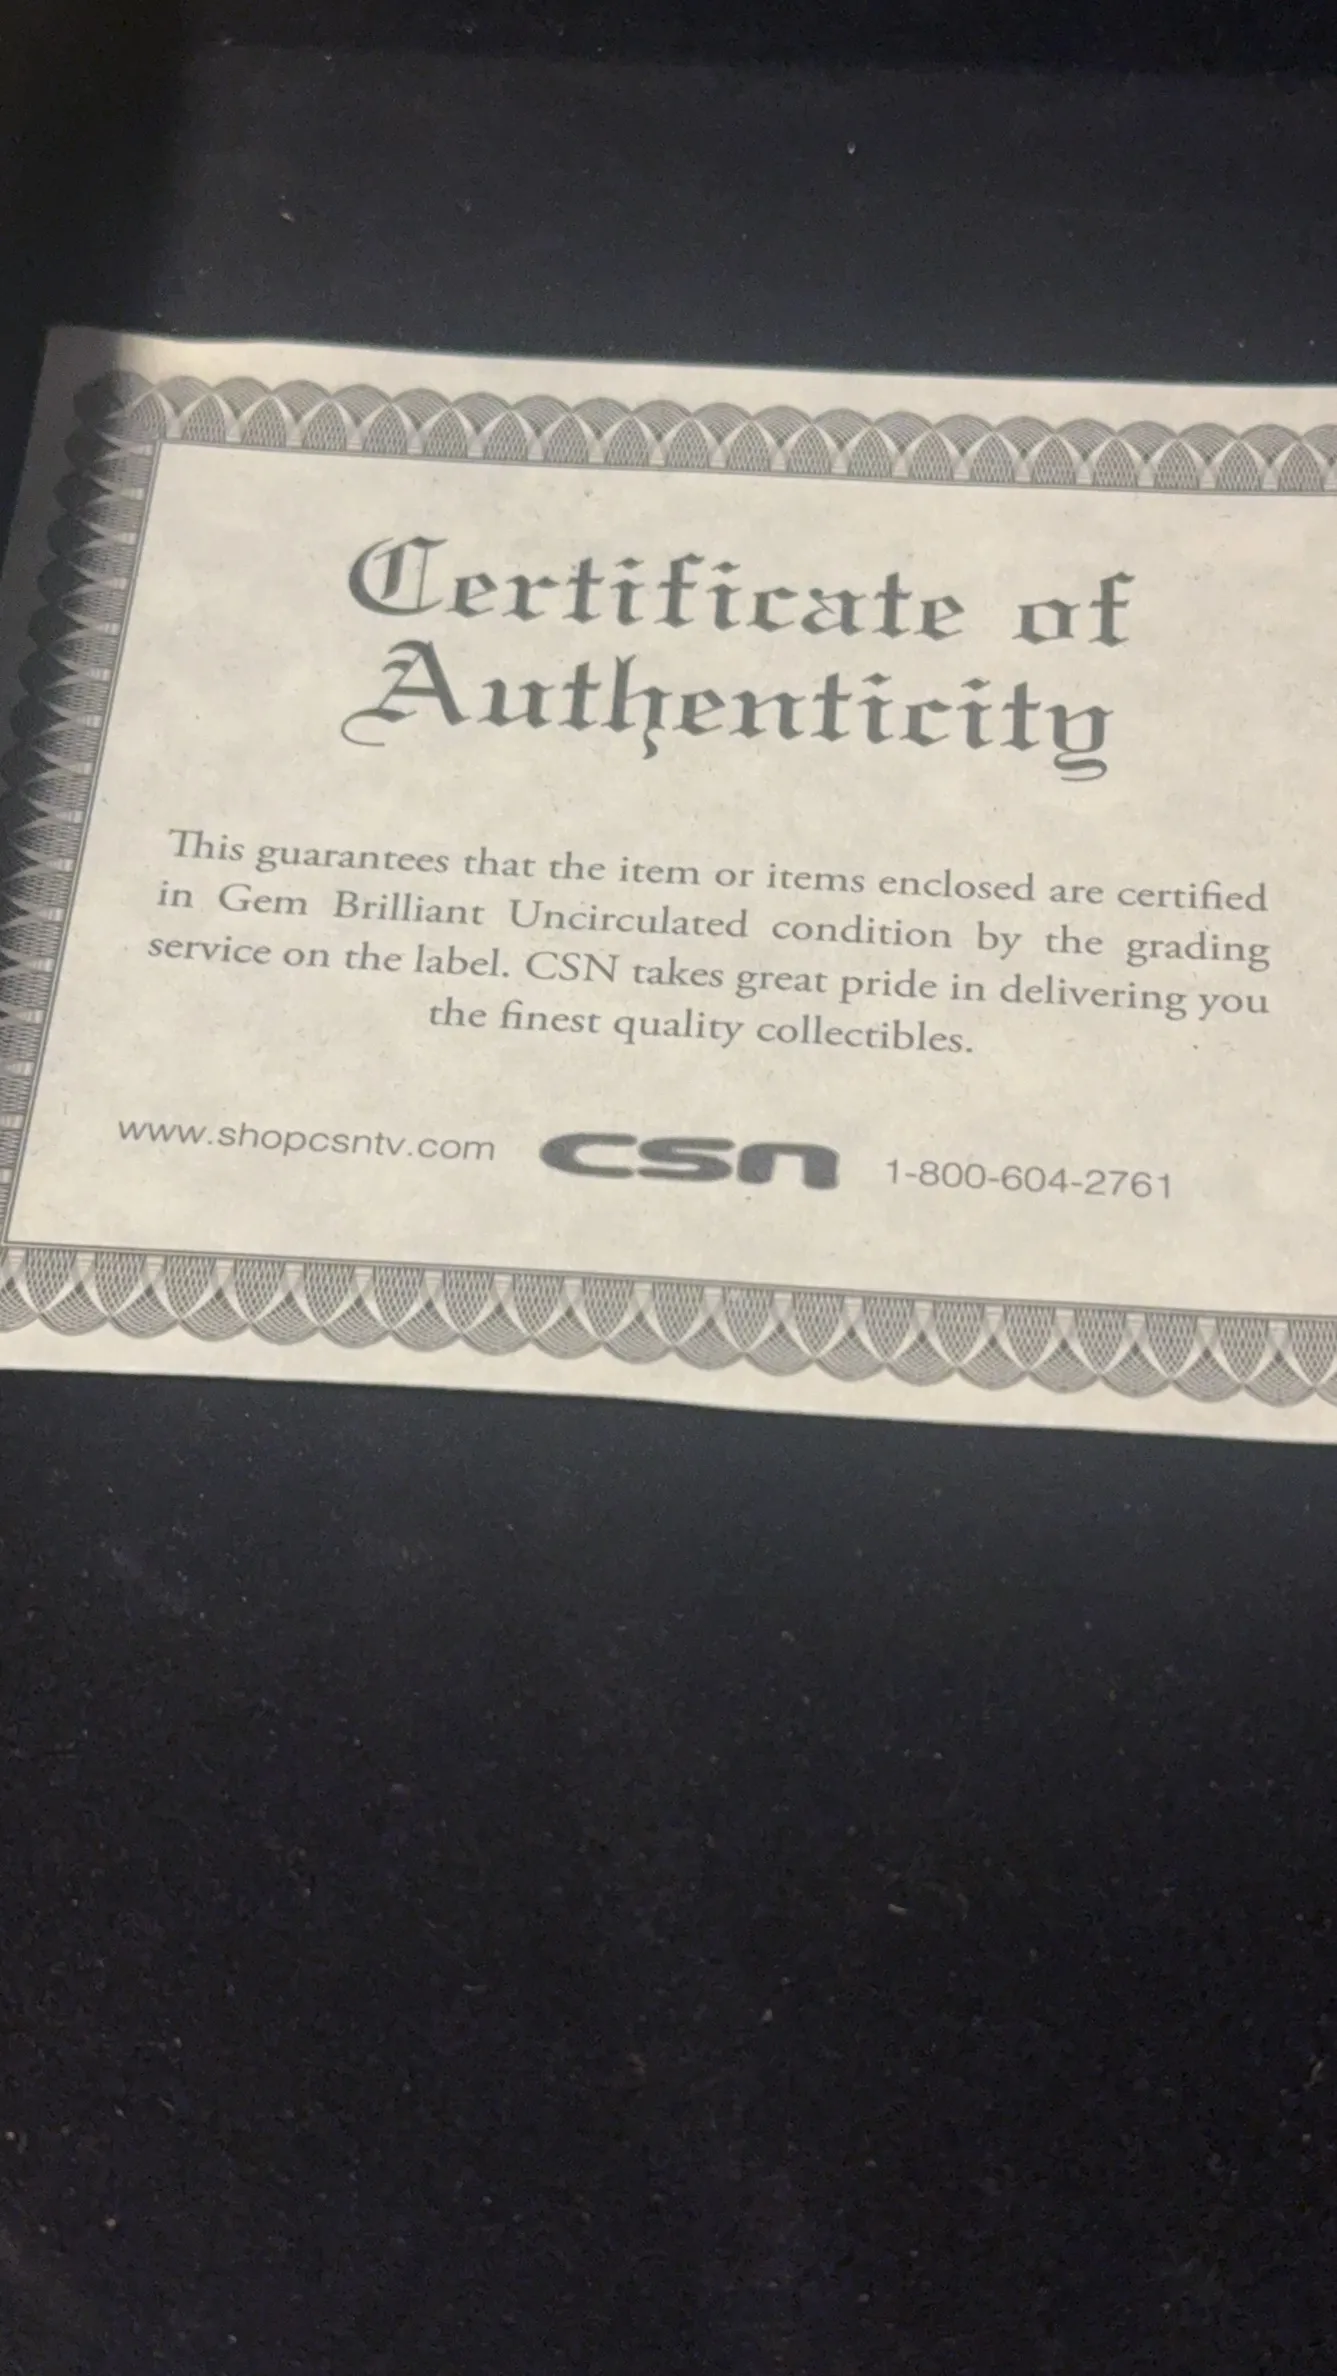 Certificate of
Authenticity
This guarantees that the item or items enclosed are certified
in Gem Brilliant Uncirculated condition by the grading
service on the label. CSN takes great pride in delivering you
the finest quality collectibles.
www.shopcsntv.com csn 1-800-604-2761